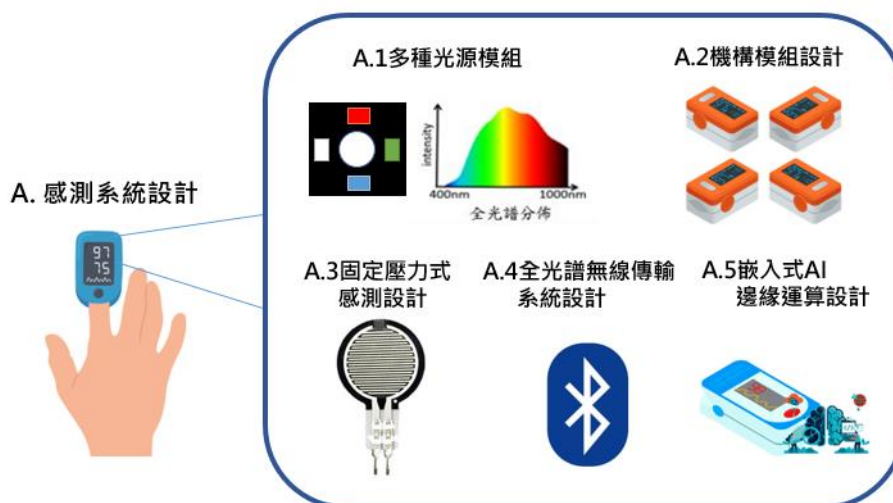 A. 感測系統設計
97
75
A.1多種光源模組
intensity
400nm
1000nm
全光譜分佈
A.2機構模組設計
A.3固定壓力式
感測設計
A.4全光譜無線傳輸
系統設計
A.5嵌入式AI
邊緣運算設計